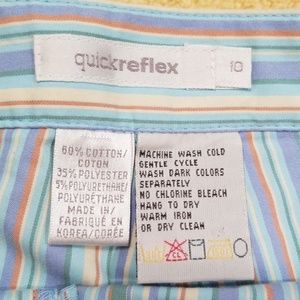 quickreflex
10
60% COTTON/
COTON
35% POLYESTER
5% POLYURETHANE/
POLYURÉTHANE
MADE IN/
FABRIQUÉ EN
KOREA/CORÉE
MACHINE WASH COLD
GENTLE CYCLE
WASH DARK COLORS
SEPARATELY
NO CHLORINE BLEACH
HANG TO DRY
WARM IRON
OR DRY CLEAN
CL